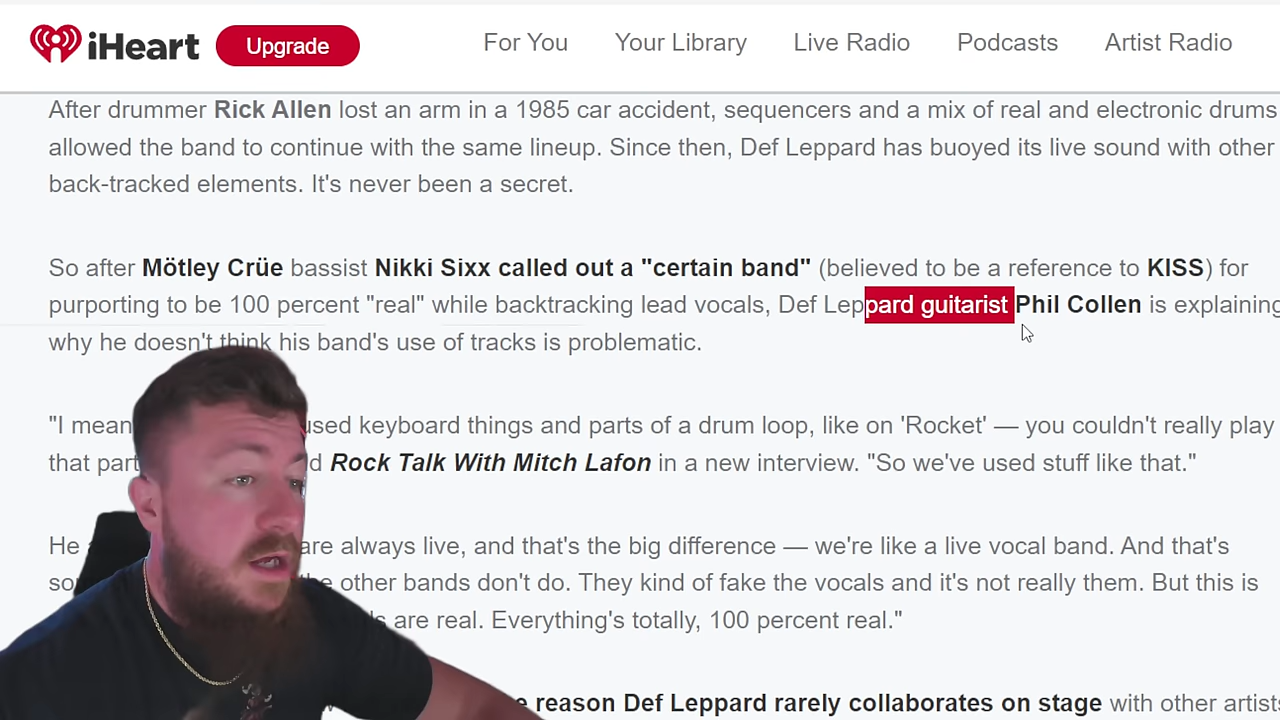 iHeart Upgrade For You Your Library Live Radio Podcasts Artist Radio
After drummer Rick Allen lost an arm in a 1985 car accident, sequencers and a mix of real and electronic drums
allowed the band to continue with the same lineup. Since then, Def Leppard has buoyed its live sound with other
back-tracked elements. It's never been a secret.
So after Mötley Crüe bassist Nikki Sixx called out a "certain band" (believed to be a reference to KISS) for
purporting to be 100 percent "real" while backtracking lead vocals, Def Leppard guitarist Phil Collen is explaining
why he doesn't think his band's use of tracks is problematic.
"I mean used keyboard things and parts of a drum loop, like on 'Rocket' — you couldn't really play
that part Rock Talk With Mitch Lafon in a new interview. "So we've used stuff like that."
He are always live, and that's the big difference — we're like a live vocal band. And that's
other bands don't do. They kind of fake the vocals and it's not really them. But this is
are real. Everything's totally, 100 percent real."
reason Def Leppard rarely collaborates on stage with other artists